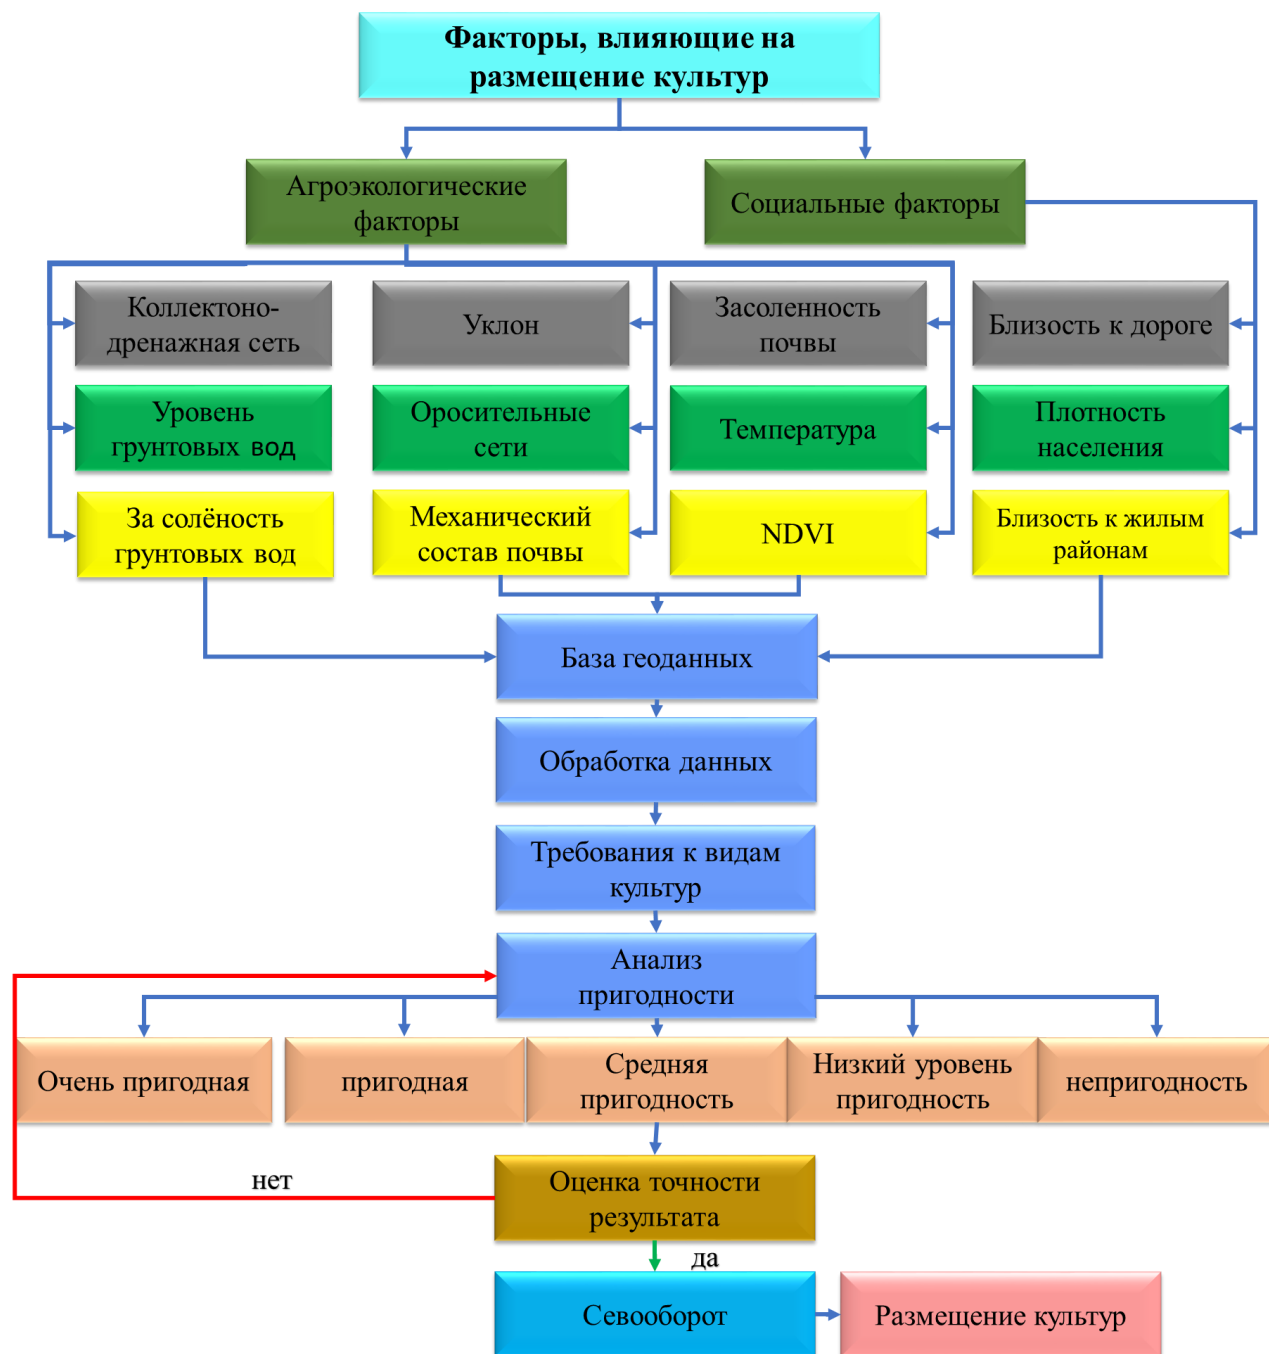 Факторы, влияющие на
размещение культур
Агроэкологические
факторы
Социальные факторы
Коллектоно-
дренажная сеть
Уклон
Засоленность
почвы
Близость к дороге
Уровень
грунтовых вод
Оросительные
сети
Температура
Плотность
населения
За солёность
грунтовых вод
Механический
состав почвы
NDVI
Близость к жилым
районам
База геоданных
Обработка данных
Требования к видам
культур
Анализ
пригодности
Очень пригодная
пригодная
Средняя
пригодность
Низкий уровень
пригодность
непригодность
нет
Оценка точности
результата
да
Севооборот
Размещение культур